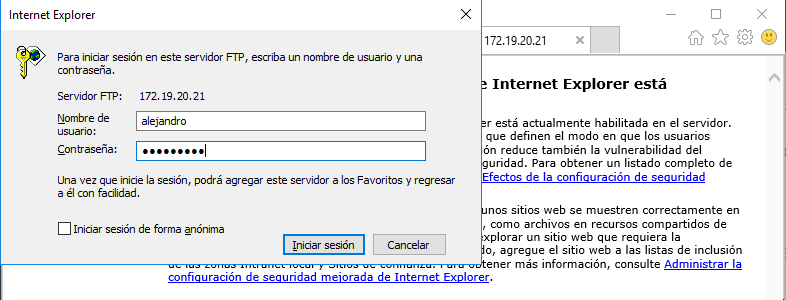 Internet Explorer
Para iniciar sesión en este servidor FTP, escriba un nombre de usuario y una
contraseña.
Servidor FTP: 172.19.20.21
Nombre de
usuario:
alejandro
Contraseña: ●●●●●●●●●
Una vez que inicie la sesión, podrá agregar este servidor a los Favoritos y regresar
a él con facilidad.
Iniciar sesión de forma anónima
Iniciar sesión Cancelar
172.19.20.21
e Internet Explorer está
er está actualmente habilitada en el servidor.
que definen el modo en que los usuarios
ón reduce también la vulnerabilidad del
guridad. Para obtener un listado completo de
Efectos de la configuración de seguridad
unos sitios web se muestren correctamente en
, como archivos en recursos compartidos de
explorar un sitio web que requiera la
do, agregue el sitio web a las listas de inclusión
de las zonas Intranet local y Sitios de confianza. Para obtener más información, consulte Administrar la
configuración de seguridad mejorada de Internet Explorer.